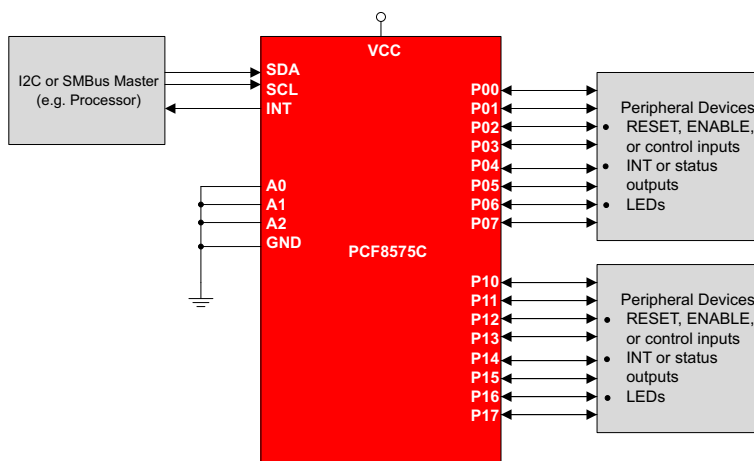 VCC
I2C or SMBus Master
(e.g. Processor)
SDA
SCL
INT
A0
A1
A2
GND
PCF8575C
P00
P01
P02
P03
P04
P05
P06
P07
Peripheral Devices
• RESET, ENABLE,
or control inputs
• INT or status
outputs
• LEDs
P10
P11
P12
P13
P14
P15
P16
P17
Peripheral Devices
• RESET, ENABLE,
or control inputs
• INT or status
outputs
• LEDs